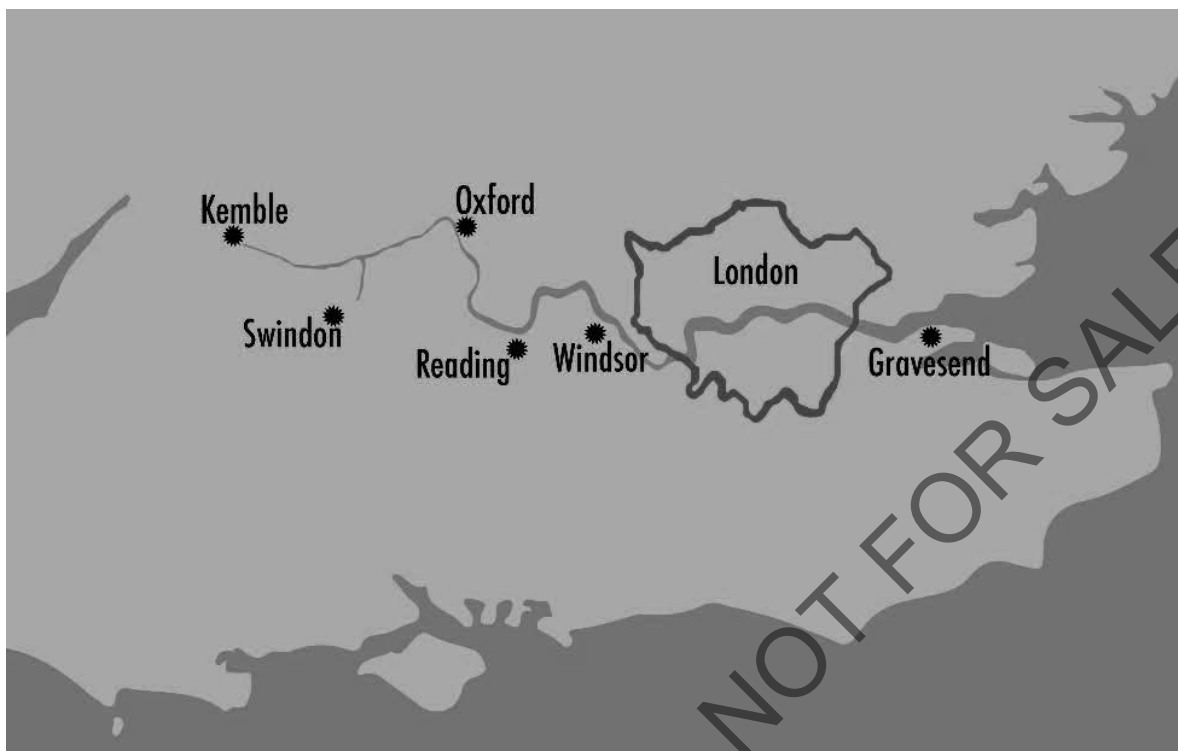 Oxford
Kemble
London
Swindon
Reading
Windsor
Gravesend
NOT FOR SALE